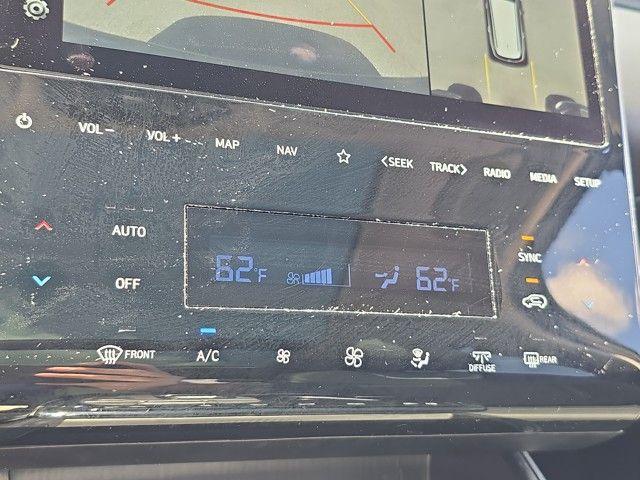 VOL− VOL+ MAP NAV ☆ <SEEK TRACK> RADIO MEDIA SETUP
AUTO
SYNC
62°F 62°F
OFF
FRONT A/C DIFFUSE REAR